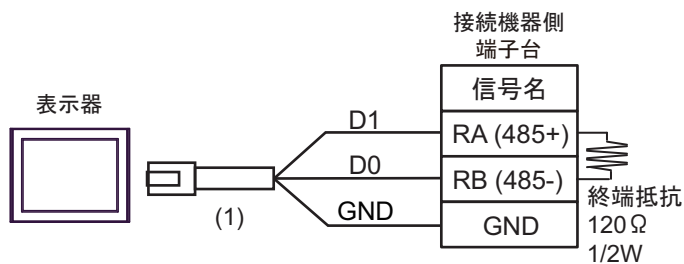 接続機器側
端子台
信号名
表示器
D1
RA (485+)
D0
RB (485-)
(1)
GND
GND
終端抵抗
120Ω
1/2W